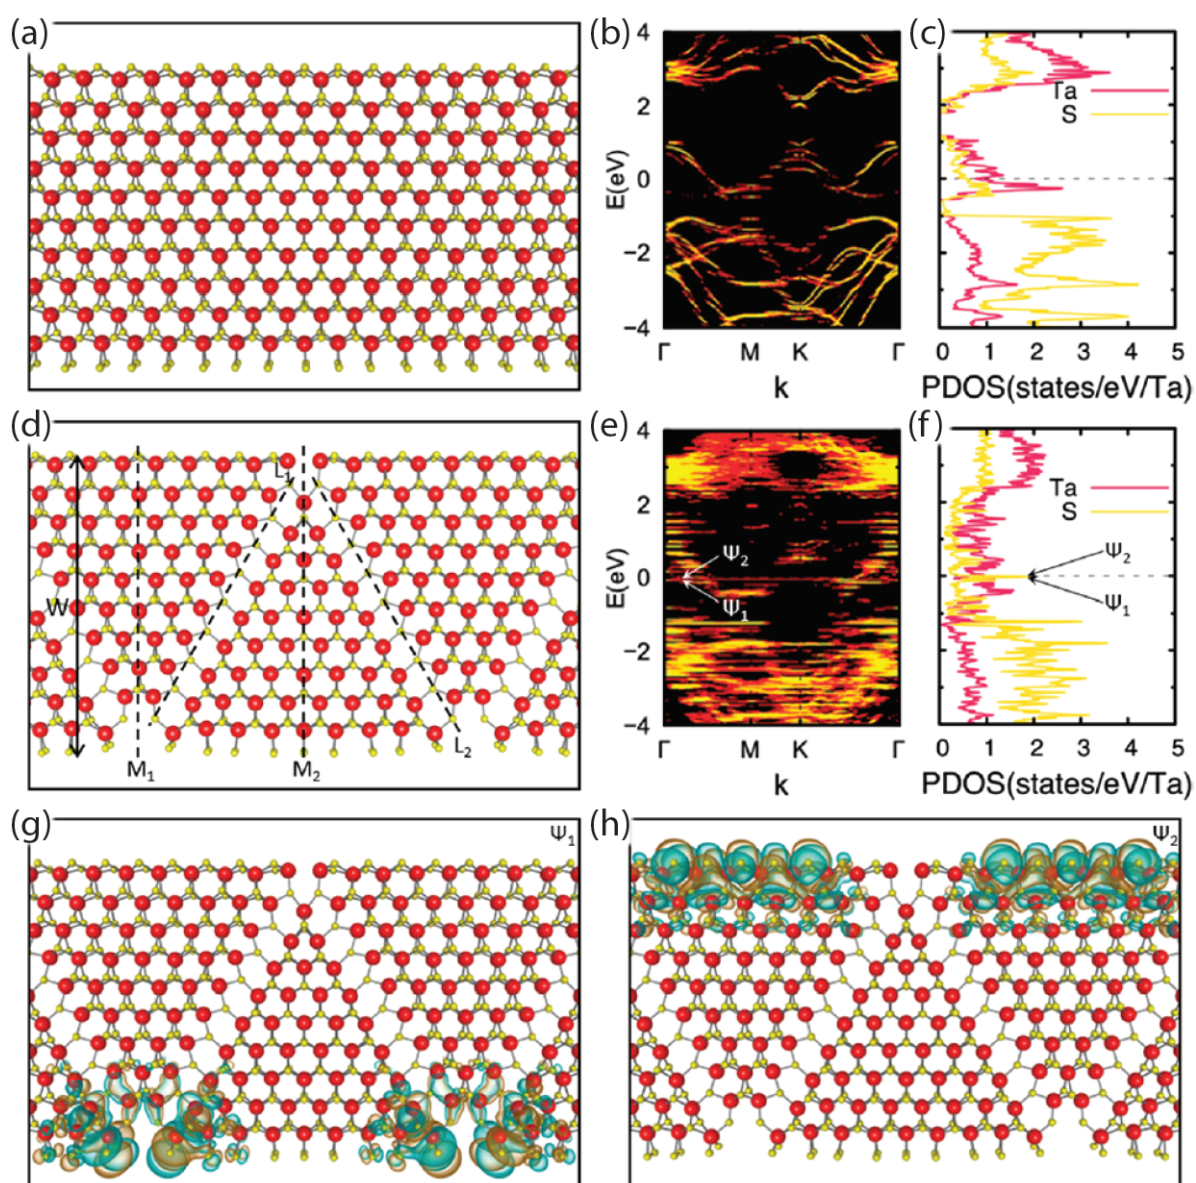 (a)
(b)
4
2
0
−2
−4
E(eV)
Γ M K Γ
k
(c)
Ta
S
0 1 2 3 4 5
PDOS(states/eV/Ta)
(d)
W
L1
L2
M1
M2
(e)
4
2
0
−2
−4
E(eV)
Ψ2
Ψ1
Γ M K Γ
k
(f)
Ta
S
Ψ2
Ψ1
0 1 2 3 4 5
PDOS(states/eV/Ta)
(g)
Ψ1
(h)
Ψ2